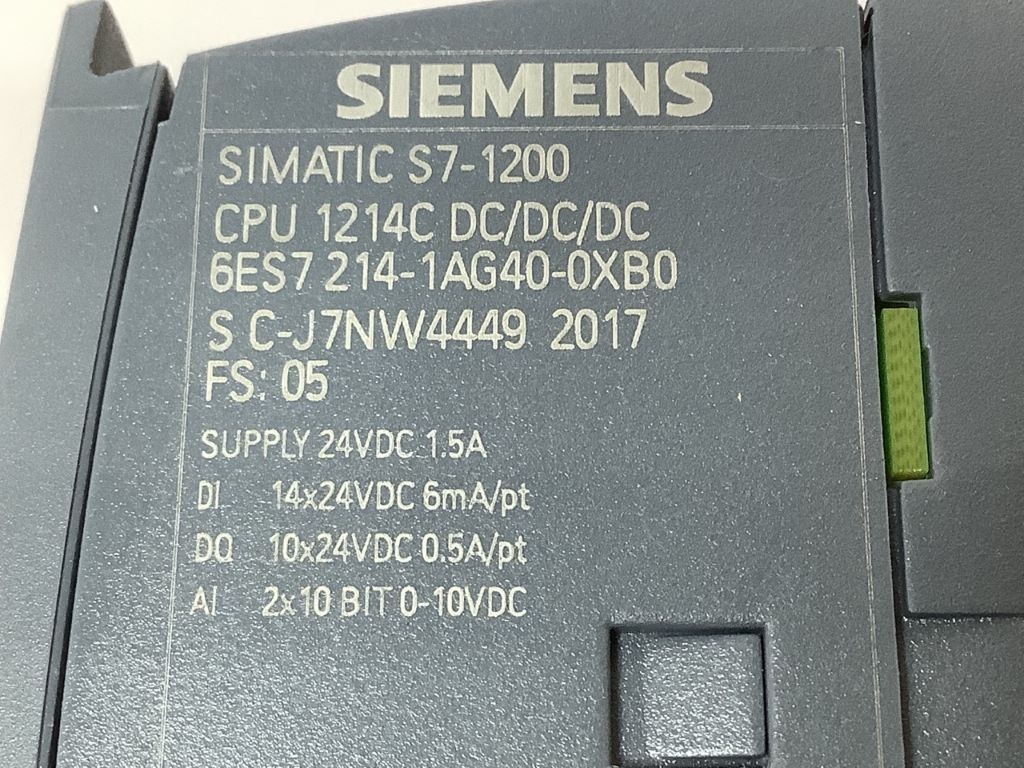 SIEMENS
SIMATIC S7-1200
CPU 1214C DC/DC/DC
6ES7 214-1AG40-0XB0
S C-J7NW4449 2017
FS: 05
SUPPLY 24VDC 1.5A
DI 14x24VDC 6mA/pt
DQ 10x24VDC 0.5A/pt
AI 2x10 BIT 0-10VDC